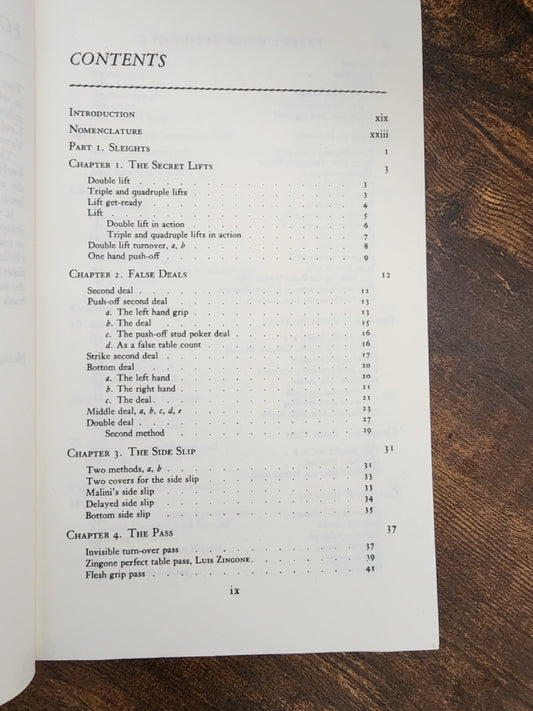 CONTENTS
INTRODUCTION xix
NOMENCLATURE xxiii
PART 1. SLEIGHTS 1
CHAPTER 1. THE SECRET LIFTS 3
Double lift . . . . . . . . . . 3
Triple and quadruple lifts . . . . . . . . . . 3
Lift get-ready . . . . . . . . . . 4
Lift . . . . . . . . . . 5
Double lift in action . . . . . . . . . . 6
Triple and quadruple lifts in action . . . . . . . 7
Double lift turnover, a, b . . . . . . . . . . 8
One hand push-off . . . . . . . . . . 9
CHAPTER 2. FALSE DEALS 12
Second deal . . . . . . . . . . 12
Push-off second deal . . . . . . . . . . 13
a. The left hand grip . . . . . . . . . . 13
b. The deal . . . . . . . . . . 15
c. The push-off stud poker deal . . . . . . . 16
d. As a false table count . . . . . . . . . 16
Strike second deal . . . . . . . . . . 17
Bottom deal . . . . . . . . . . 20
a. The left hand . . . . . . . . . . 20
b. The right hand . . . . . . . . . . 21
c. The deal . . . . . . . . . . 21
Middle deal, a, b, c, d, e . . . . . . . . . . 23
Double deal . . . . . . . . . . 27
Second method . . . . . . . . . . 29
CHAPTER 3. THE SIDE SLIP 31
Two methods, a, b . . . . . . . . . . 31
Two covers for the side slip . . . . . . . . . 33
Malini's side slip . . . . . . . . . . 33
Delayed side slip . . . . . . . . . . 34
Bottom side slip . . . . . . . . . . 35
CHAPTER 4. THE PASS 37
Invisible turn-over pass . . . . . . . . . . 37
Zingone perfect table pass, LUIS ZINGONE . . . . . . . 39
Flesh grip pass . . . . . . . . . . 41
ix